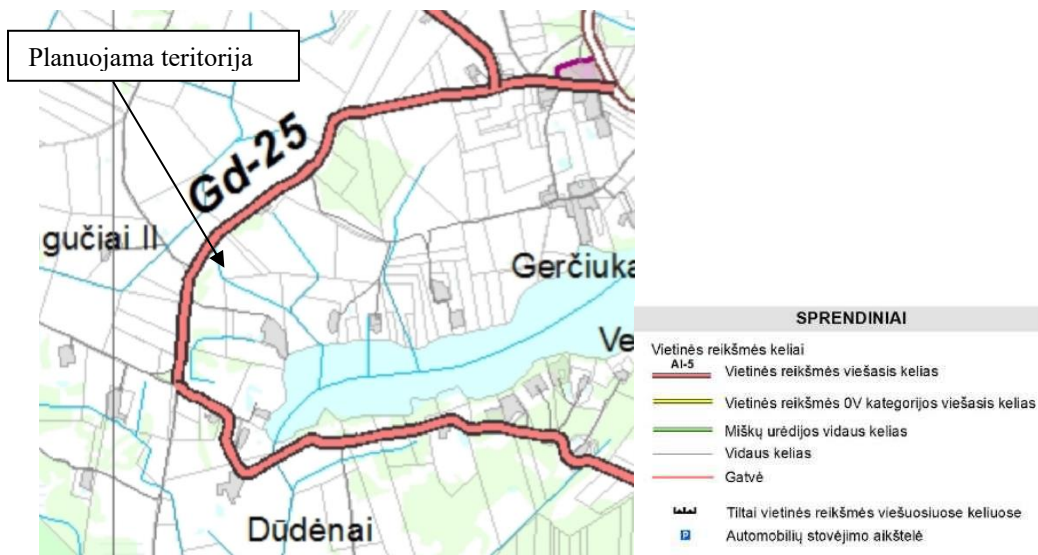 Planuojama teritorija
Gd-25
gučiai II
Gerčiuka
Ve
Dūdėnai
SPRENDINIAI
Vietinės reikšmės keliai
AI-5
Vietinės reikšmės viešasis kelias
Vietinės reikšmės 0V kategorijos viešasis kelias
Miškų urėdijos vidaus kelias
Vidaus kelias
Gatvė
Tiltai vietinės reikšmės viešuosiuose keliuose
P Automobilių stovėjimo aikštelė